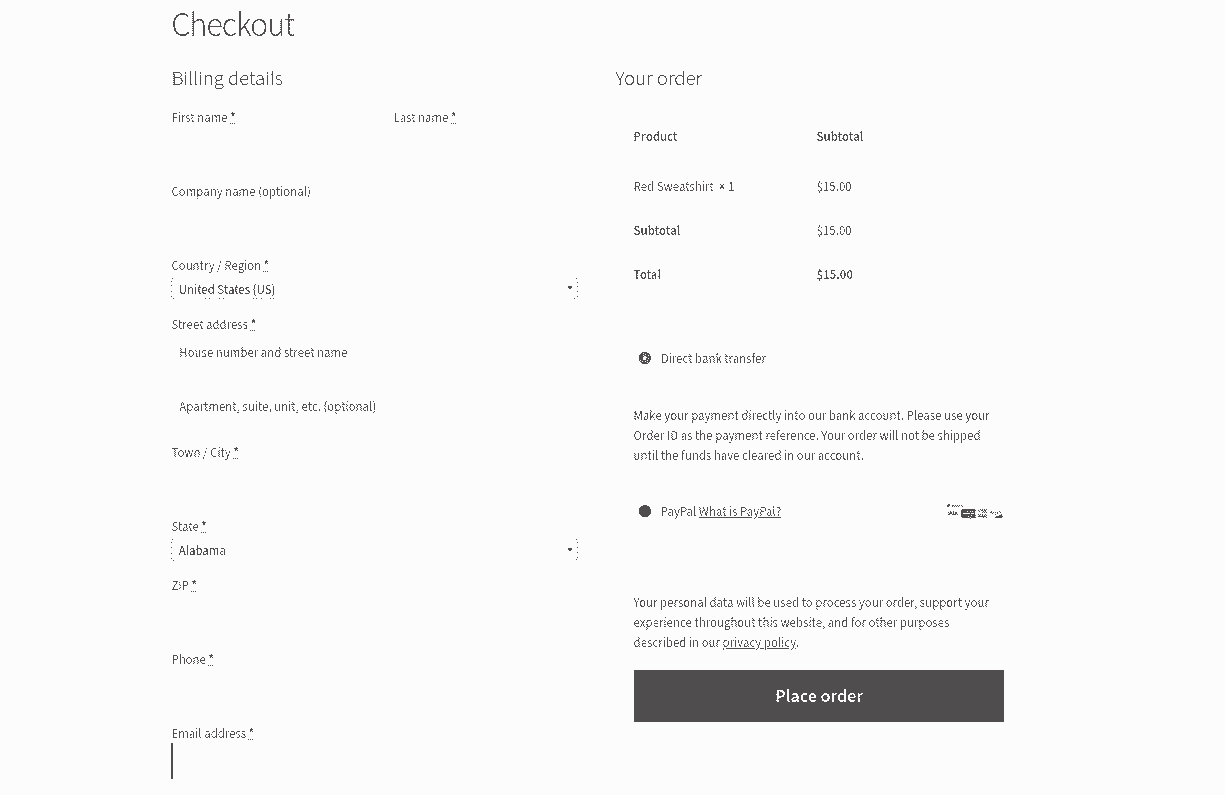 Checkout
Billing details
First name *
Last name *
Company name (optional)
Country / Region *
United States (US)
Street address *
House number and street name
Apartment, suite, unit, etc. (optional)
Town / City *
State *
Alabama
ZIP *
Phone *
Email address *
Your order
Product Subtotal
Red Sweatshirt × 1 $15.00
Subtotal $15.00
Total $15.00
Direct bank transfer
Make your payment directly into our bank account. Please use your
Order ID as the payment reference. Your order will not be shipped
until the funds have cleared in our account.
PayPal What is PayPal?
Your personal data will be used to process your order, support your
experience throughout this website, and for other purposes
described in our privacy policy.
Place order